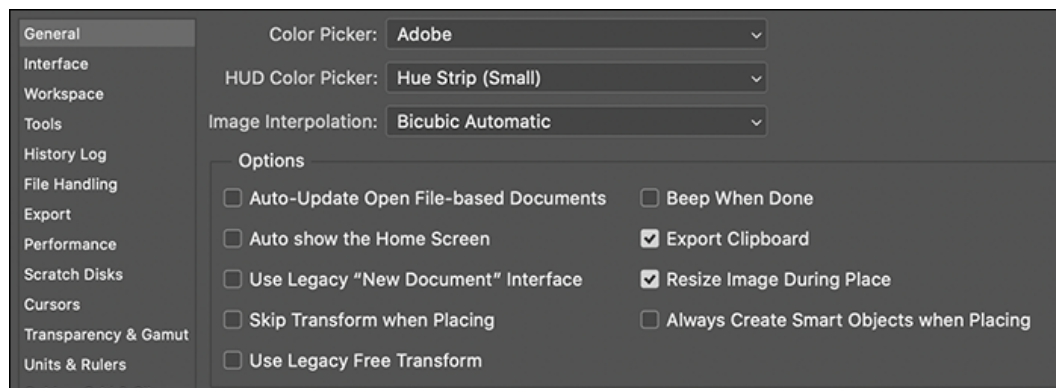 General
Interface
Workspace
Tools
History Log
File Handling
Export
Performance
Scratch Disks
Cursors
Transparency & Gamut
Units & Rulers
Color Picker: Adobe
HUD Color Picker: Hue Strip (Small)
Image Interpolation: Bicubic Automatic
Options
Auto-Update Open File-based Documents
Auto show the Home Screen
Use Legacy “New Document” Interface
Skip Transform when Placing
Use Legacy Free Transform
Beep When Done
Export Clipboard
Resize Image During Place
Always Create Smart Objects when Placing